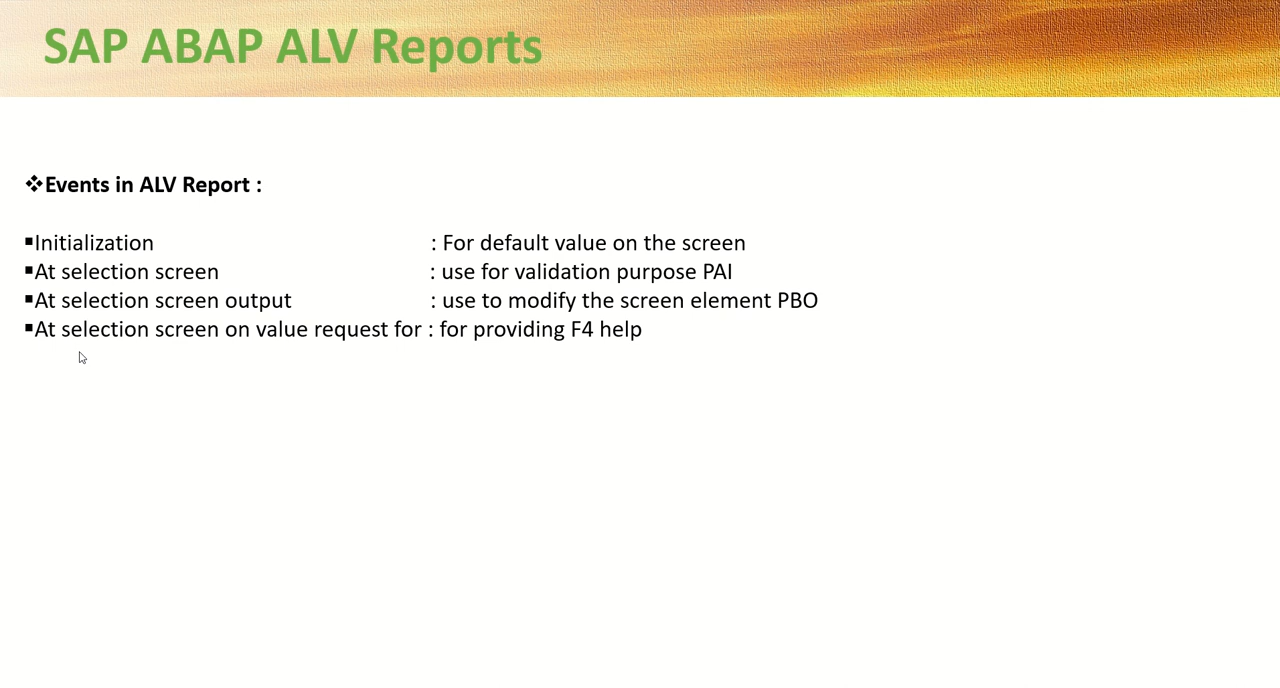 SAP ABAP ALV Reports
❖Events in ALV Report :
▪Initialization : For default value on the screen
▪At selection screen : use for validation purpose PAI
▪At selection screen output : use to modify the screen element PBO
▪At selection screen on value request for : for providing F4 help